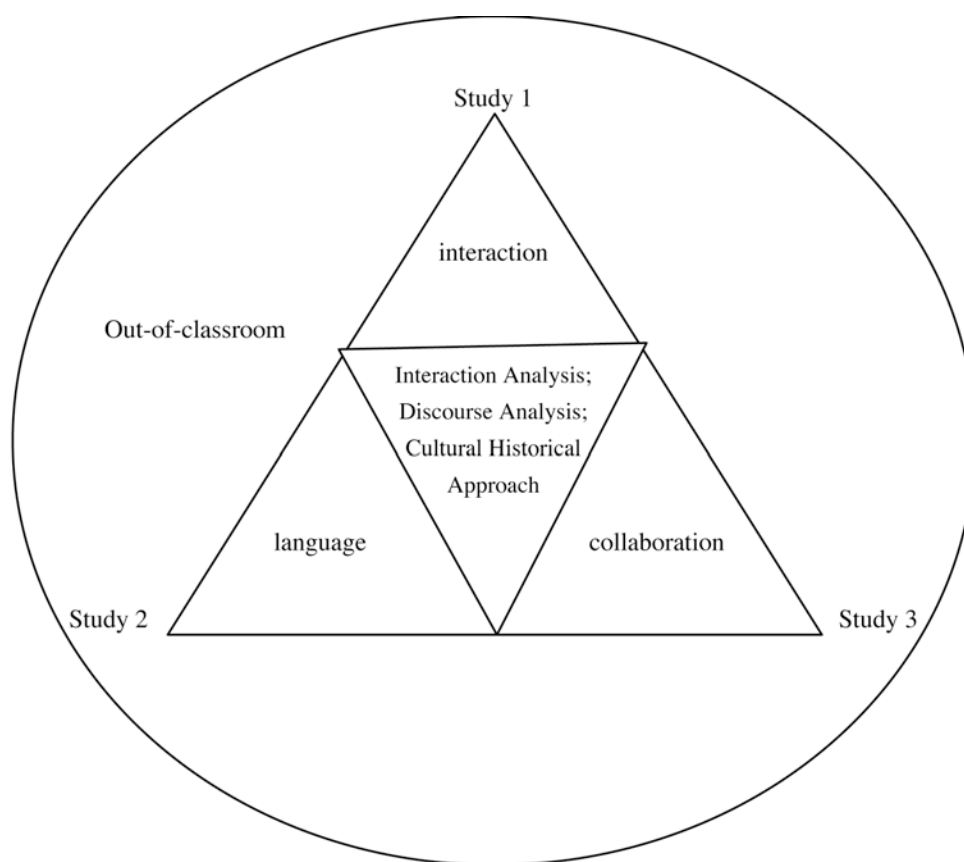 Study 1
interaction
Out-of-classroom
Interaction Analysis;
Discourse Analysis;
Cultural Historical
Approach
language
collaboration
Study 2
Study 3